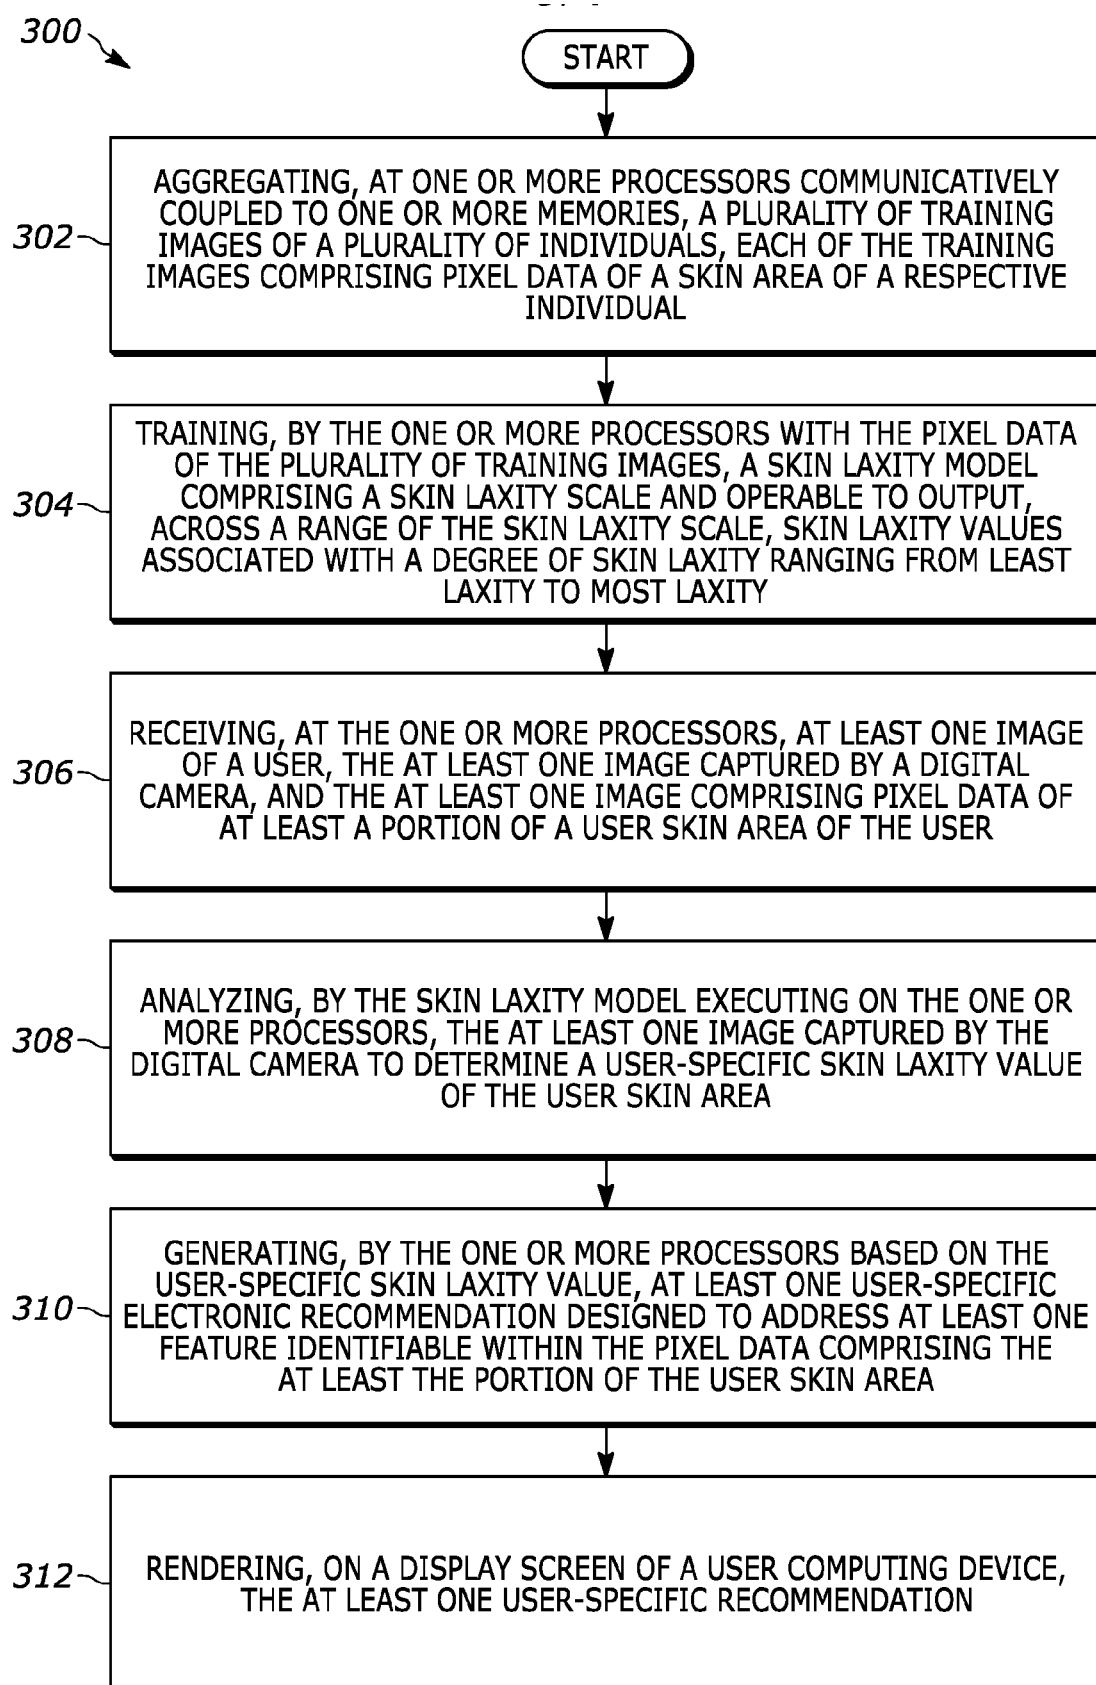 300
START
302
AGGREGATING, AT ONE OR MORE PROCESSORS COMMUNICATIVELY
COUPLED TO ONE OR MORE MEMORIES, A PLURALITY OF TRAINING
IMAGES OF A PLURALITY OF INDIVIDUALS, EACH OF THE TRAINING
IMAGES COMPRISING PIXEL DATA OF A SKIN AREA OF A RESPECTIVE
INDIVIDUAL
304
TRAINING, BY THE ONE OR MORE PROCESSORS WITH THE PIXEL DATA
OF THE PLURALITY OF TRAINING IMAGES, A SKIN LAXITY MODEL
COMPRISING A SKIN LAXITY SCALE AND OPERABLE TO OUTPUT,
ACROSS A RANGE OF THE SKIN LAXITY SCALE, SKIN LAXITY VALUES
ASSOCIATED WITH A DEGREE OF SKIN LAXITY RANGING FROM LEAST
LAXITY TO MOST LAXITY
306
RECEIVING, AT THE ONE OR MORE PROCESSORS, AT LEAST ONE IMAGE
OF A USER, THE AT LEAST ONE IMAGE CAPTURED BY A DIGITAL
CAMERA, AND THE AT LEAST ONE IMAGE COMPRISING PIXEL DATA OF
AT LEAST A PORTION OF A USER SKIN AREA OF THE USER
308
ANALYZING, BY THE SKIN LAXITY MODEL EXECUTING ON THE ONE OR
MORE PROCESSORS, THE AT LEAST ONE IMAGE CAPTURED BY THE
DIGITAL CAMERA TO DETERMINE A USER-SPECIFIC SKIN LAXITY VALUE
OF THE USER SKIN AREA
310
GENERATING, BY THE ONE OR MORE PROCESSORS BASED ON THE
USER-SPECIFIC SKIN LAXITY VALUE, AT LEAST ONE USER-SPECIFIC
ELECTRONIC RECOMMENDATION DESIGNED TO ADDRESS AT LEAST ONE
FEATURE IDENTIFIABLE WITHIN THE PIXEL DATA COMPRISING THE
AT LEAST THE PORTION OF THE USER SKIN AREA
312
RENDERING, ON A DISPLAY SCREEN OF A USER COMPUTING DEVICE,
THE AT LEAST ONE USER-SPECIFIC RECOMMENDATION